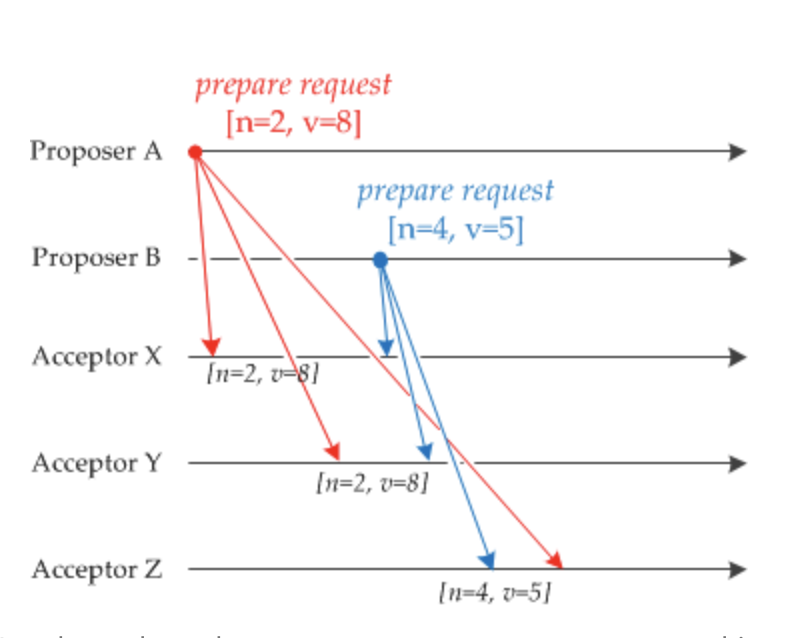 prepare request
[n=2, v=8]
Proposer A
prepare request
[n=4, v=5]
Proposer B
Acceptor X
[n=2, v=8]
Acceptor Y
[n=2, v=8]
Acceptor Z
[n=4, v=5]